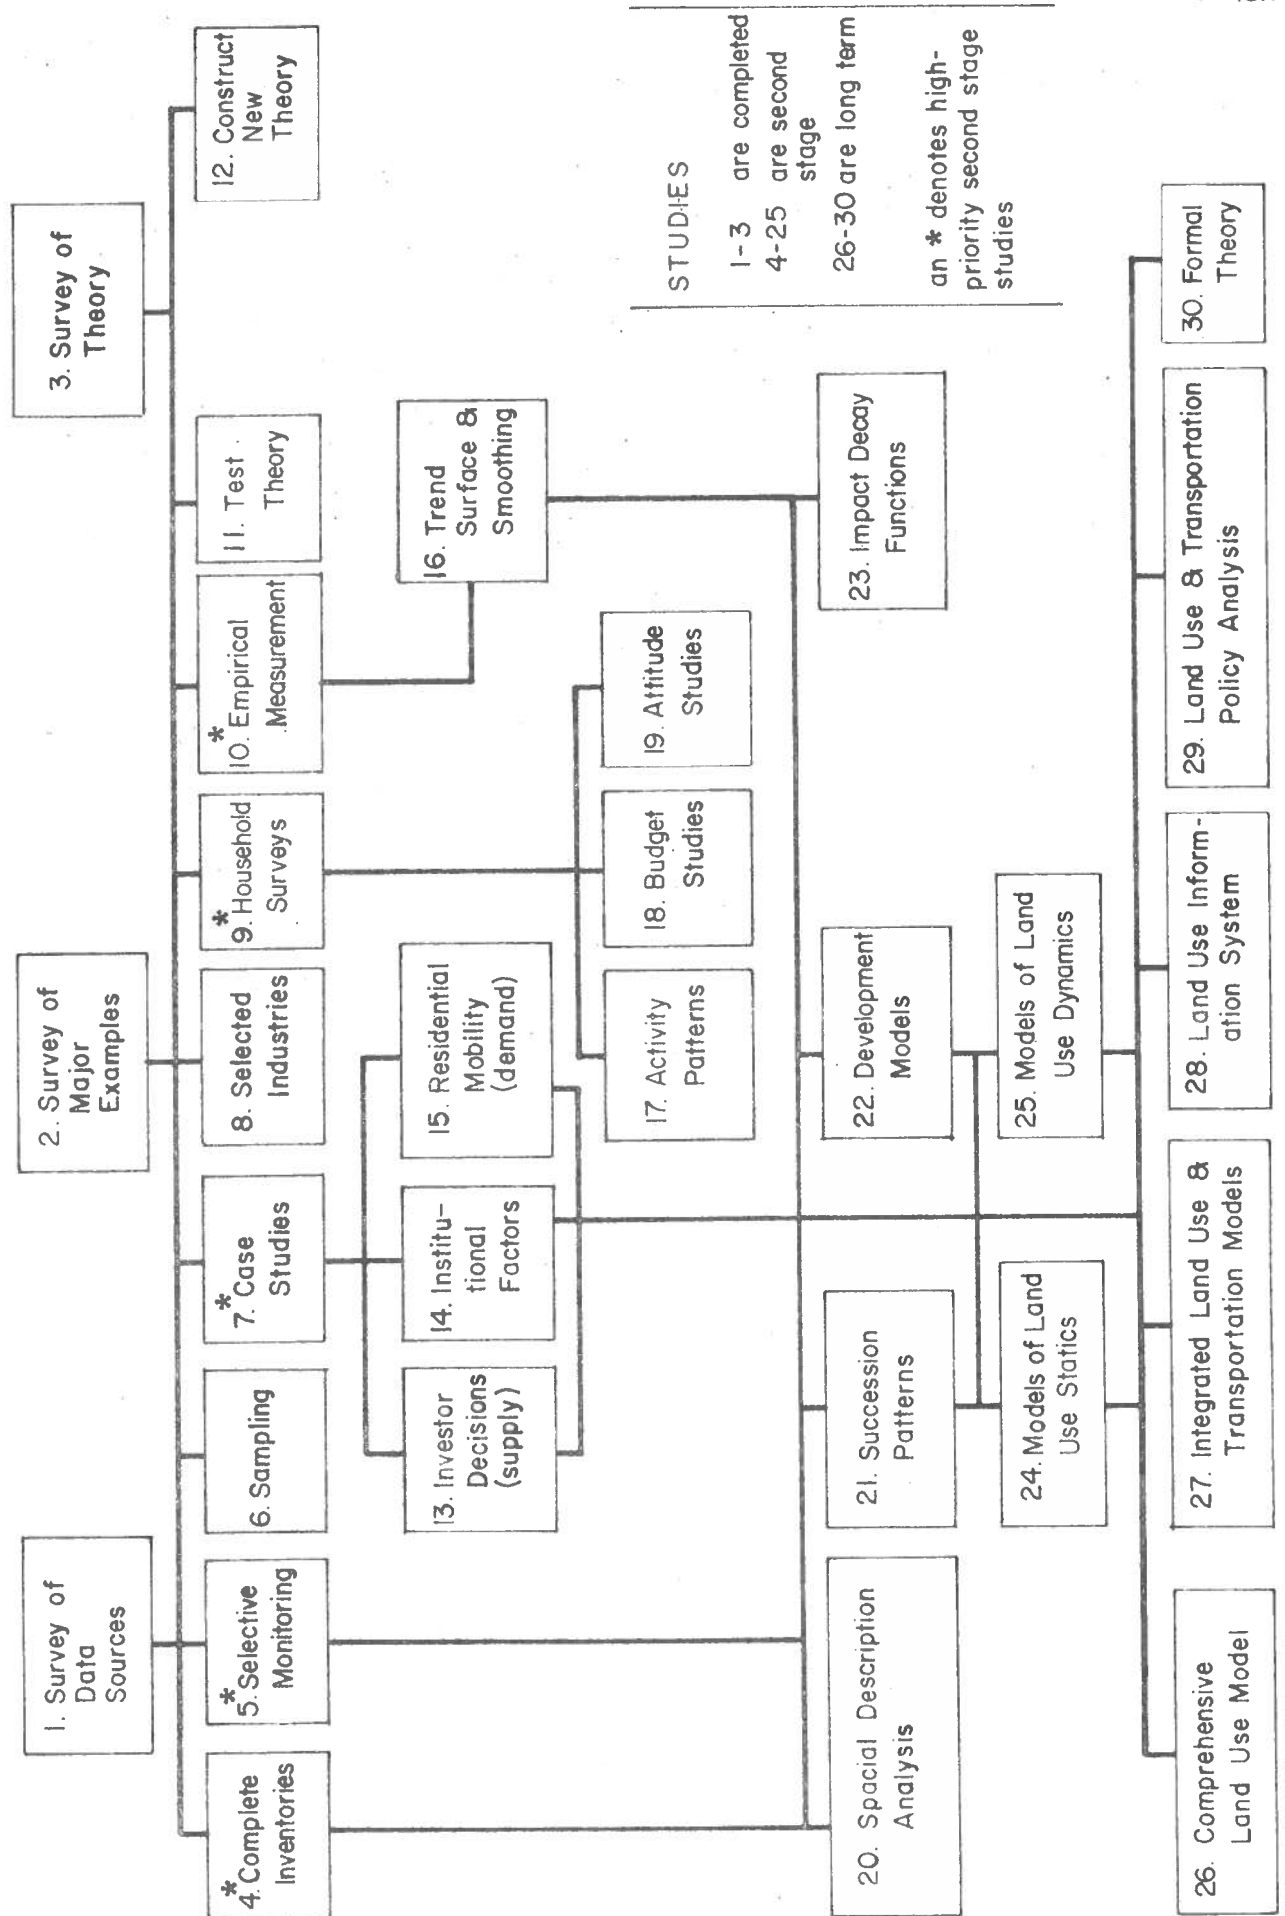 1. Survey of
Data
Sources
2. Survey of
Major
Examples
3. Survey of
Theory
*
4. Complete
Inventories
*
5. Selective
Monitoring
6. Sampling
*
7. Case
Studies
8. Selected
Industries
*
9. Household
Surveys
*
10. Empirical
Measurement
11. Test
Theory
12. Construct
New
Theory
13. Investor
Decisions
(supply)
14. Institu-
tional
Factors
15. Residential
Mobility
(demand)
16. Trend
Surface &
Smoothing
17. Activity
Patterns
18. Budget
Studies
19. Attitude
Studies
20. Spacial Description
Analysis
21. Succession
Patterns
22. Development
Models
23. Impact Decay
Functions
24. Models of Land
Use Statics
25. Models of Land
Use Dynamics
26. Comprehensive
Land Use Model
27. Integrated Land Use &
Transportation Models
28. Land Use Inform-
ation System
29. Land Use & Transportation
Policy Analysis
30. Formal
Theory
STUDIES
1-3 are completed
4-25 are second
stage
26-30 are long term
an * denotes high-
priority second stage
studies